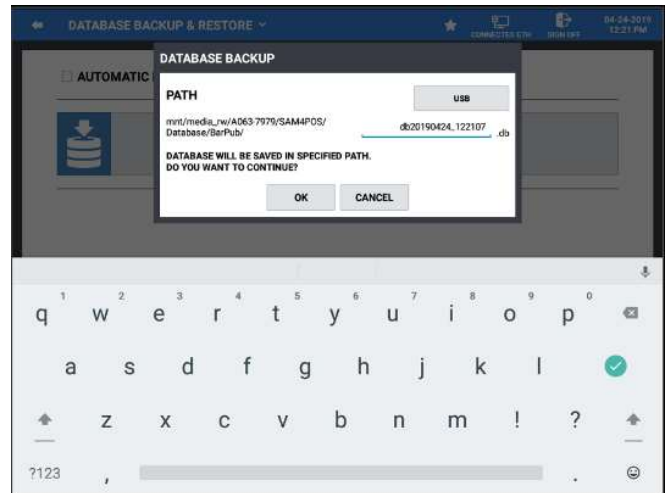 DATABASE BACKUP & RESTORE
CONNECTED ETH
SIGN OFF
04-24-2019
12:21 PM
AUTOMATIC
DATABASE BACKUP
PATH
USB
mnt/media_rw/A063-7979/SAM4POS/
Database/BarPub/
db20190424_122107 .db
DATABASE WILL BE SAVED IN SPECIFIED PATH.
DO YOU WANT TO CONTINUE?
OK CANCEL
1 2 3 4 5 6 7 8 9 0
q w e r t y u i o p
a s d f g h j k l
z x c v b n m ! ?
?123 , .